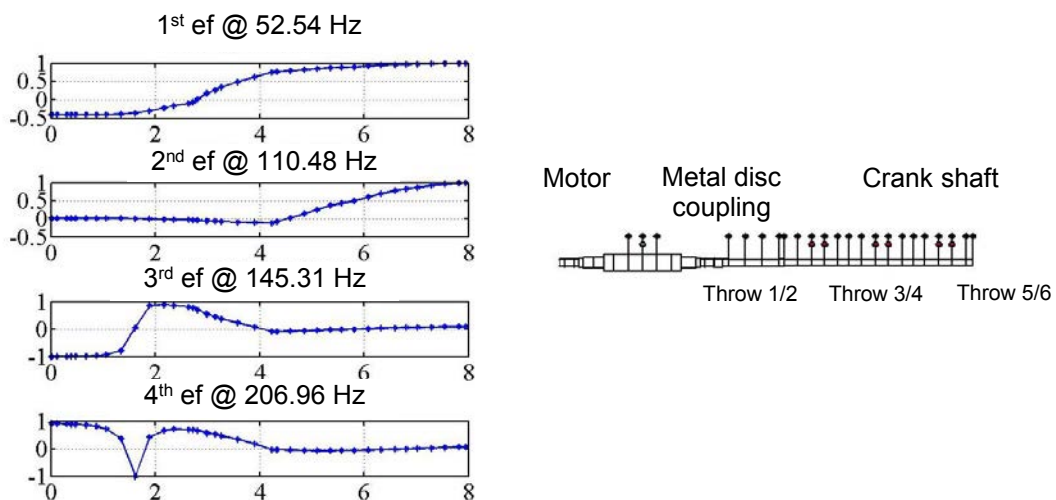 1st ef @ 52.54 Hz
1
0.5
0
-0.5
0 2 4 6 8
2nd ef @ 110.48 Hz
1
0.5
0
-0.5
0 2 4 6 8
3rd ef @ 145.31 Hz
1
0
-1
0 2 4 6 8
4th ef @ 206.96 Hz
1
0
-1
0 2 4 6 8
Motor
Metal disc
coupling
Crank shaft
Throw 1/2
Throw 3/4
Throw 5/6